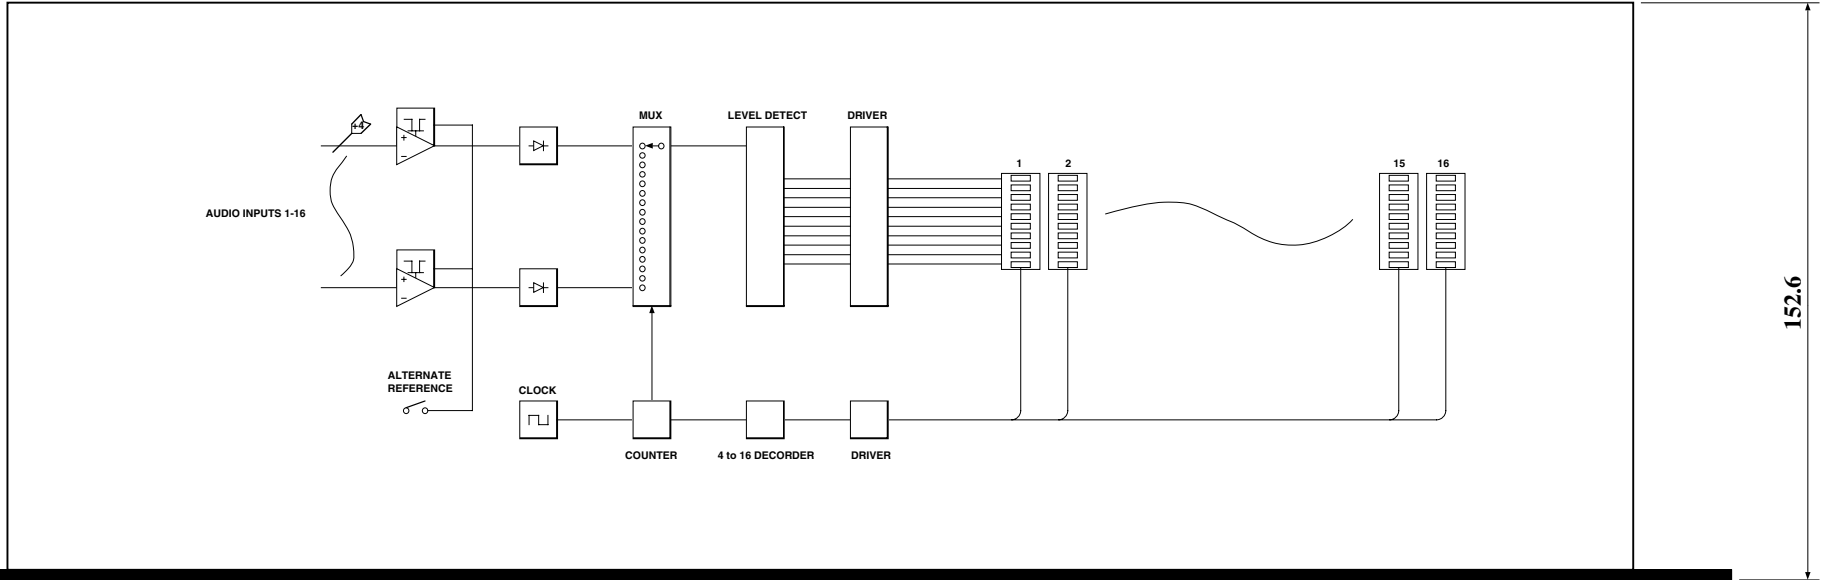 MUX
LEVEL DETECT
DRIVER
+4
+
−
1
2
15
16
AUDIO INPUTS 1-16
+
−
152.6
ALTERNATE
REFERENCE
CLOCK
COUNTER
4 to 16 DECORDER
DRIVER